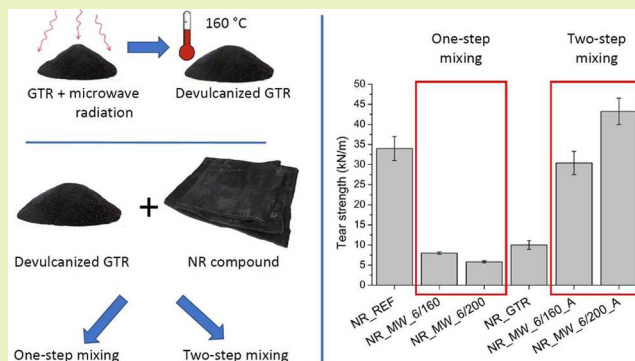 160 °C
GTR + microwave
radiation
Devulcanized GTR
Devulcanized GTR
+
NR compound
One-step mixing
Two-step mixing
One-step
mixing
Two-step
mixing
Tear strength (kN/m)
50
45
40
35
30
25
20
15
10
5
0
NR_REF
NR_MW_6/160
NR_MW_6/200
NR_GTR
NR_MW_6/160_A
NR_MW_6/200_A